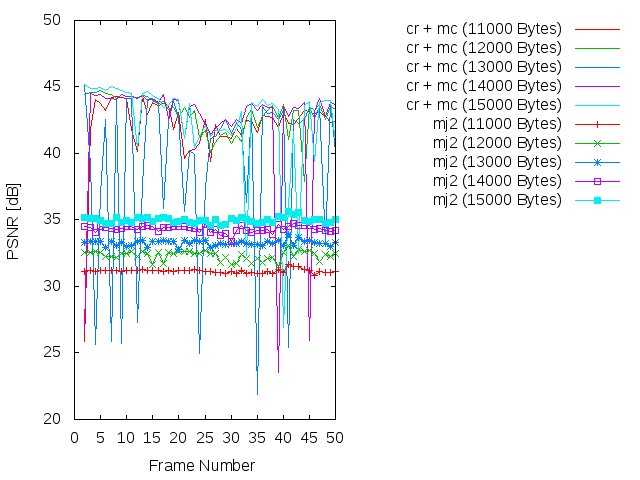 50
45
40
35
30
25
20
PSNR [dB]
0 5 10 15 20 25 30 35 40 45 50
Frame Number
cr + mc (11000 Bytes)
cr + mc (12000 Bytes)
cr + mc (13000 Bytes)
cr + mc (14000 Bytes)
cr + mc (15000 Bytes)
mj2 (11000 Bytes)
mj2 (12000 Bytes)
mj2 (13000 Bytes)
mj2 (14000 Bytes)
mj2 (15000 Bytes)